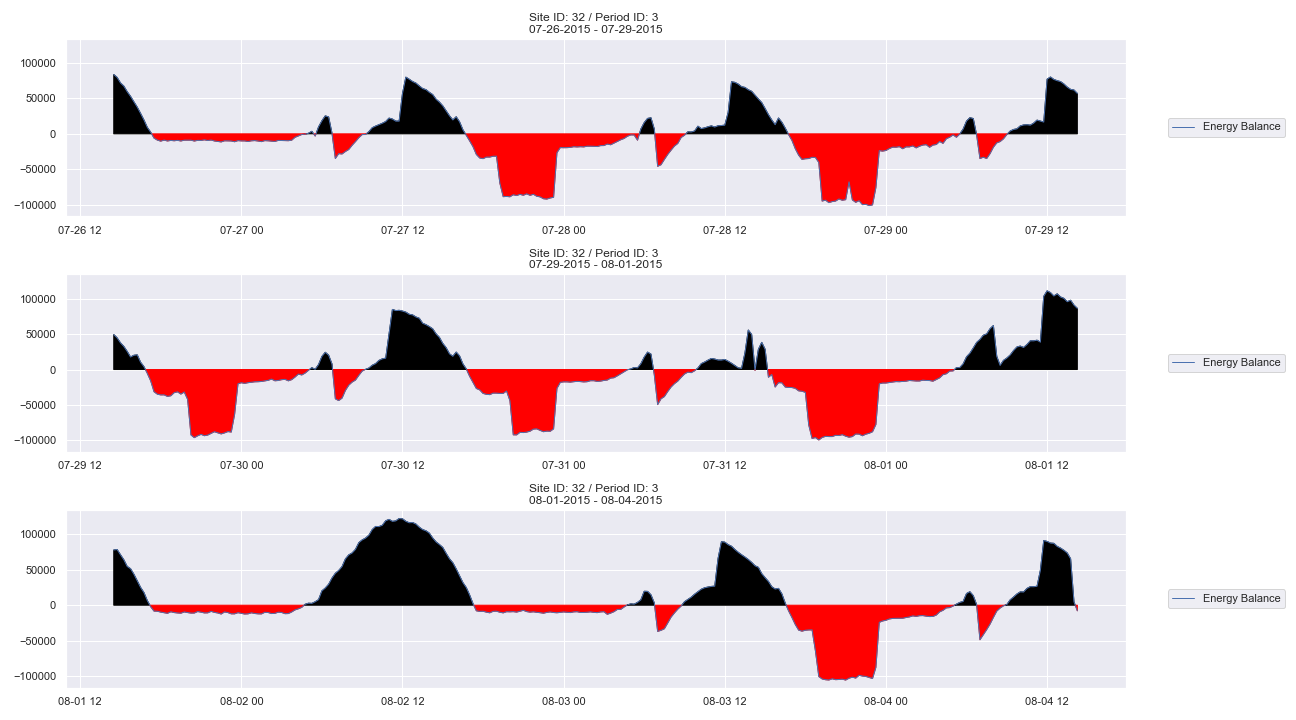 Site ID: 32 / Period ID: 3
07-26-2015 - 07-29-2015
100000
50000
0
−50000
−100000
07-26 12 07-27 00 07-27 12 07-28 00 07-28 12 07-29 00 07-29 12
Energy Balance
Site ID: 32 / Period ID: 3
07-29-2015 - 08-01-2015
100000
50000
0
−50000
−100000
07-29 12 07-30 00 07-30 12 07-31 00 07-31 12 08-01 00 08-01 12
Energy Balance
Site ID: 32 / Period ID: 3
08-01-2015 - 08-04-2015
100000
50000
0
−50000
−100000
08-01 12 08-02 00 08-02 12 08-03 00 08-03 12 08-04 00 08-04 12
Energy Balance